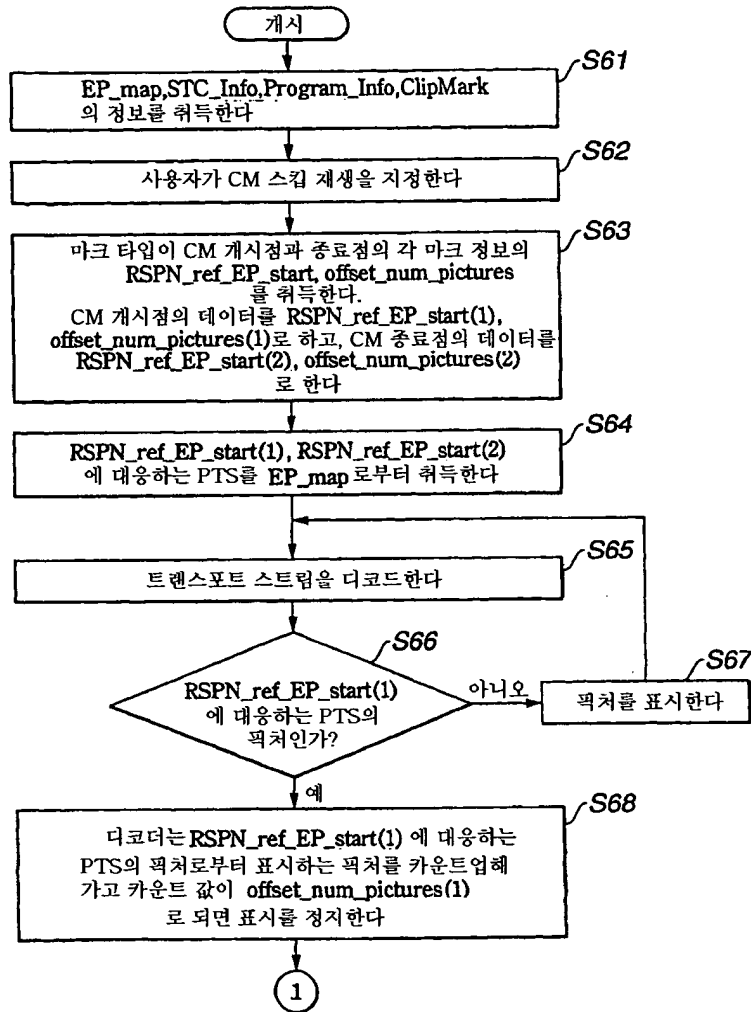 개시
S61
EP_map,STC_Info,Program_Info,ClipMark
의 정보를 취득한다
S62
사용자가 CM 스킵 재생을 지정한다
S63
마크 타입이 CM 개시점과 종료점의 각 마크 정보의
RSPN_ref_EP_start, offset_num_pictures
를 취득한다.
CM 개시점의 데이터를 RSPN_ref_EP_start(1),
offset_num_pictures(1)로 하고, CM 종료점의 데이터를
RSPN_ref_EP_start(2), offset_num_pictures(2)
로 한다
S64
RSPN_ref_EP_start(1), RSPN_ref_EP_start(2)
에 대응하는 PTS를 EP_map로부터 취득한다
S65
트랜스포트 스트림을 디코드한다
S66
RSPN_ref_EP_start(1)
에 대응하는 PTS의
픽처인가?
아니오
S67
픽처를 표시한다
예
S68
디코더는 RSPN_ref_EP_start(1) 에 대응하는
PTS의 픽처로부터 표시하는 픽처를 카운트업해
가고 카운트 값이 offset_num_pictures(1)
로 되면 표시를 정지한다
1